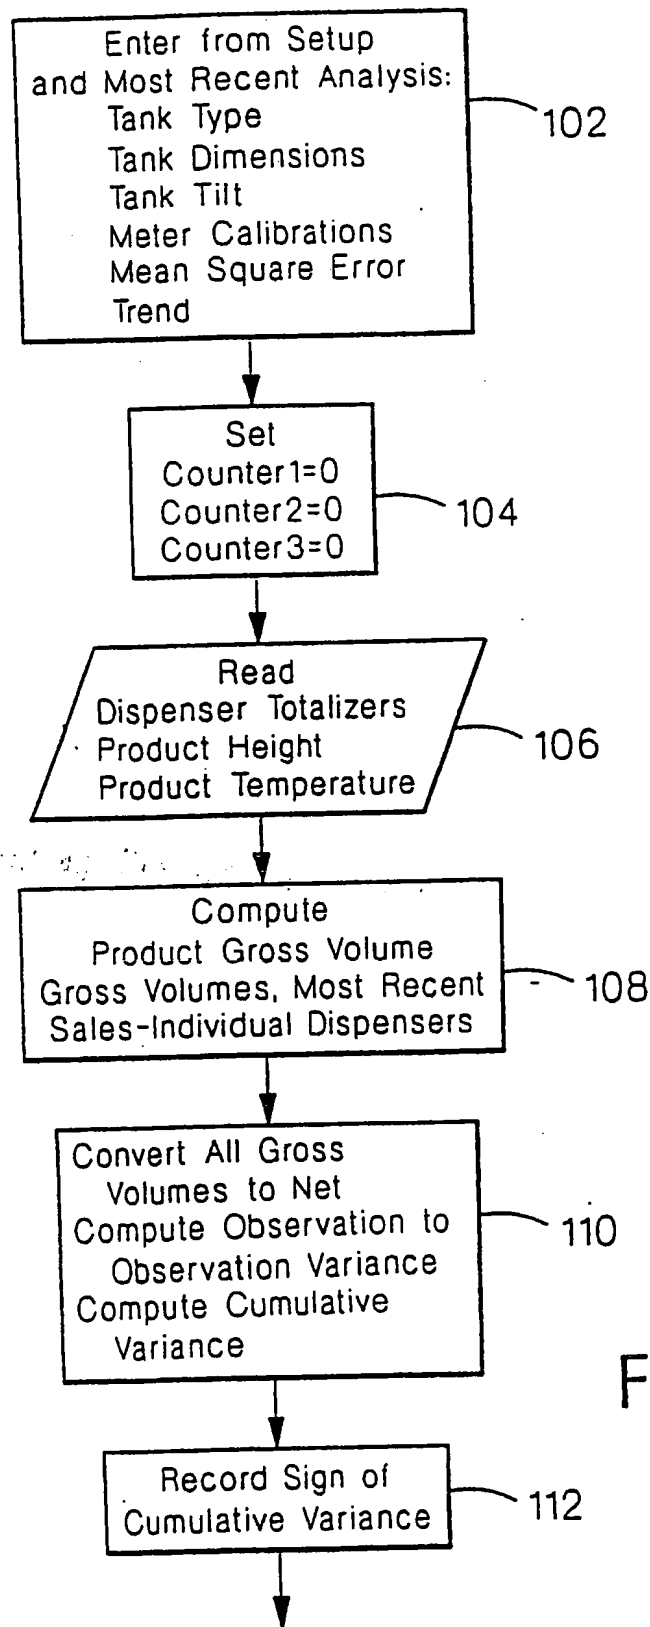 Enter from Setup
and Most Recent Analysis:
Tank Type
Tank Dimensions
Tank Tilt
Meter Calibrations
Mean Square Error
Trend
102
Set
Counter1=0
Counter2=0
Counter3=0
104
Read
Dispenser Totalizers
Product Height
Product Temperature
106
Compute
Product Gross Volume
Gross Volumes, Most Recent
Sales-Individual Dispensers
108
Convert All Gross
Volumes to Net
Compute Observation to
Observation Variance
Compute Cumulative
Variance
110
F
Record Sign of
Cumulative Variance
112